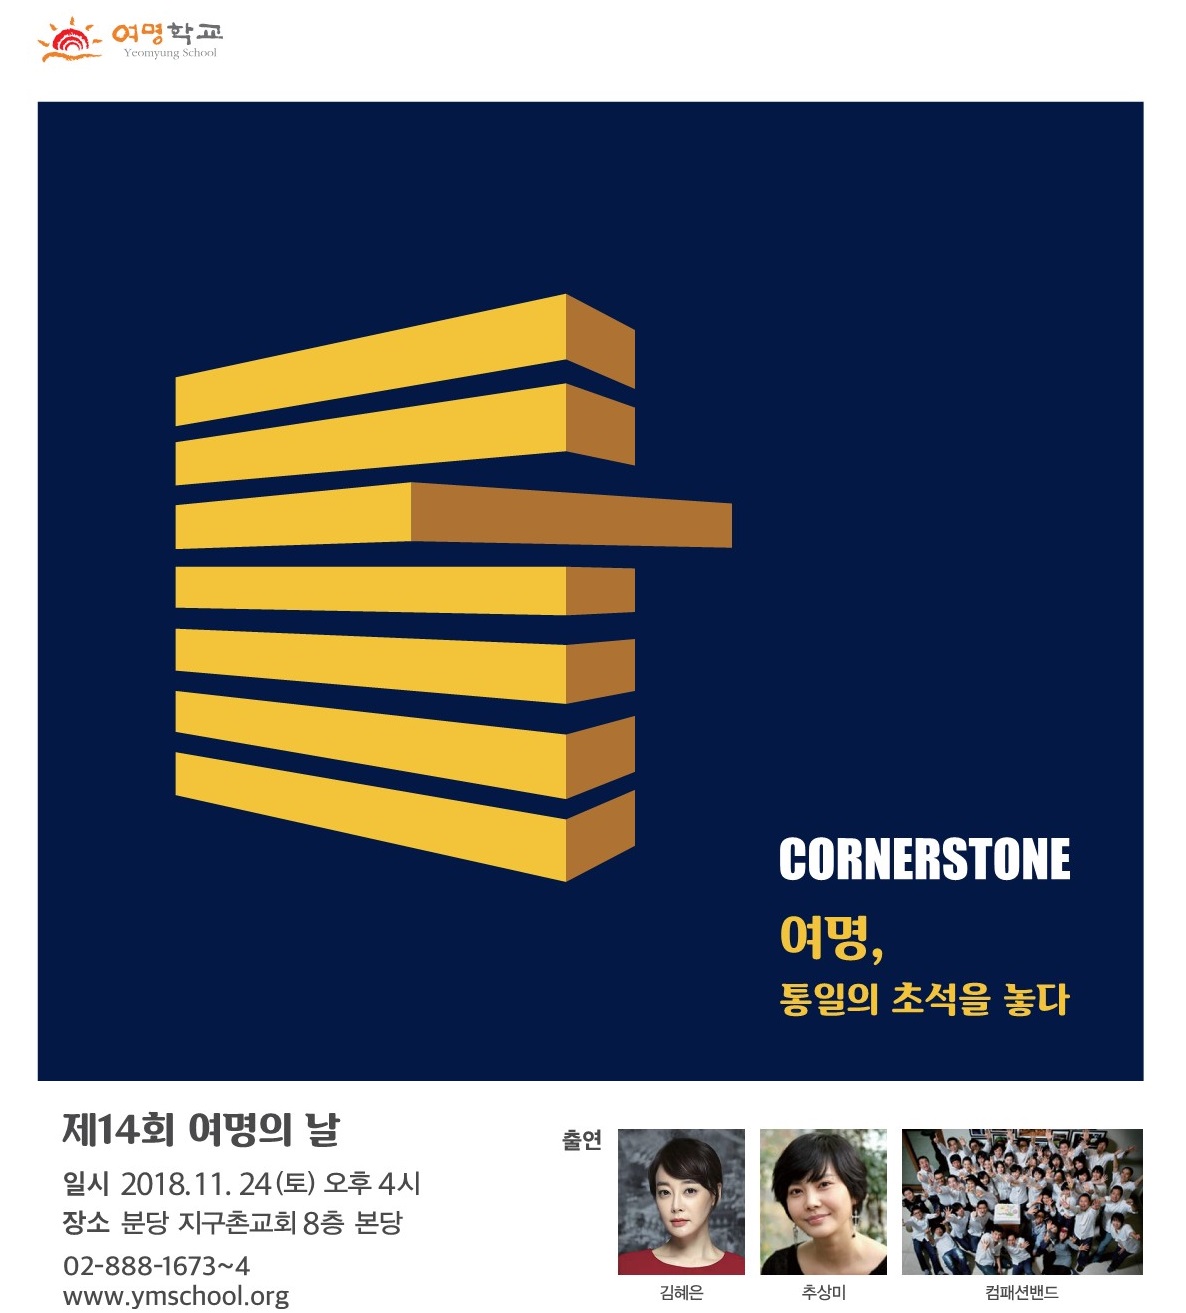 여명학교
Yeomyung School
CORNERSTONE
여명,
통일의 초석을 놓다
제14회 여명의 날
일시 2018.11. 24(토) 오후 4시
장소 분당 지구촌교회 8층 본당
02-888-1673~4
www.ymschool.org
출연
김혜은
추상미
컴패션밴드